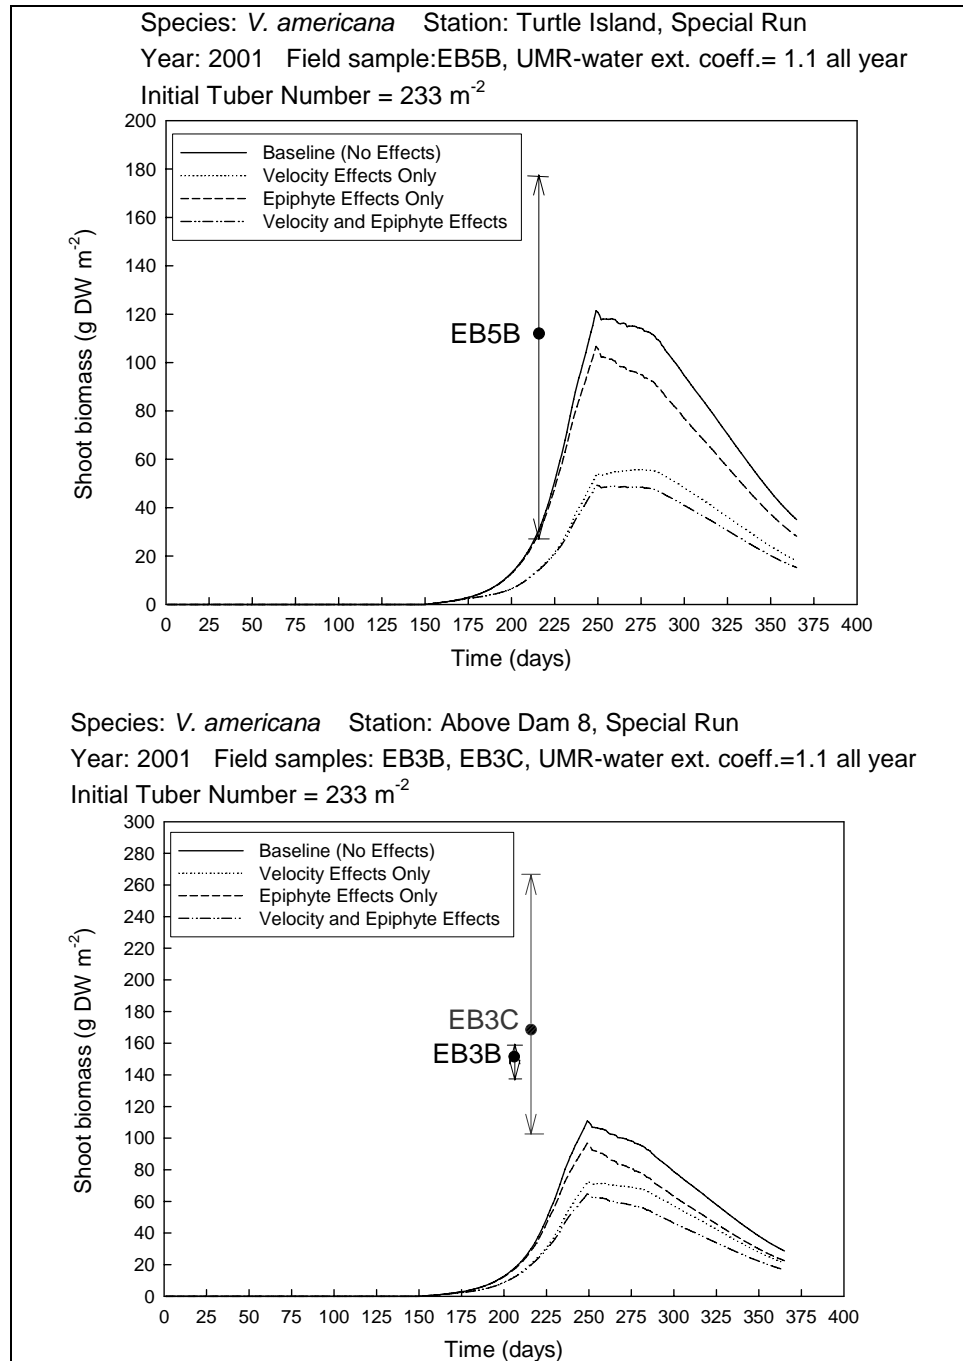 Species: V. americana Station: Turtle Island, Special Run
Year: 2001 Field sample:EB5B, UMR-water ext. coeff.= 1.1 all year
Initial Tuber Number = 233 m-2
200
180
160
140
120
100
80
60
40
20
0
Shoot biomass (g DW m-2)
Baseline (No Effects)
Velocity Effects Only
Epiphyte Effects Only
Velocity and Epiphyte Effects
EB5B
0 25 50 75 100 125 150 175 200 225 250 275 300 325 350 375 400
Time (days)
Species: V. americana Station: Above Dam 8, Special Run
Year: 2001 Field samples: EB3B, EB3C, UMR-water ext. coeff.=1.1 all year
Initial Tuber Number = 233 m-2
300
280
260
240
220
200
180
160
140
120
100
80
60
40
20
0
Shoot biomass (g DW m-2)
Baseline (No Effects)
Velocity Effects Only
Epiphyte Effects Only
Velocity and Epiphyte Effects
EB3C
EB3B
0 25 50 75 100 125 150 175 200 225 250 275 300 325 350 375 400
Time (days)